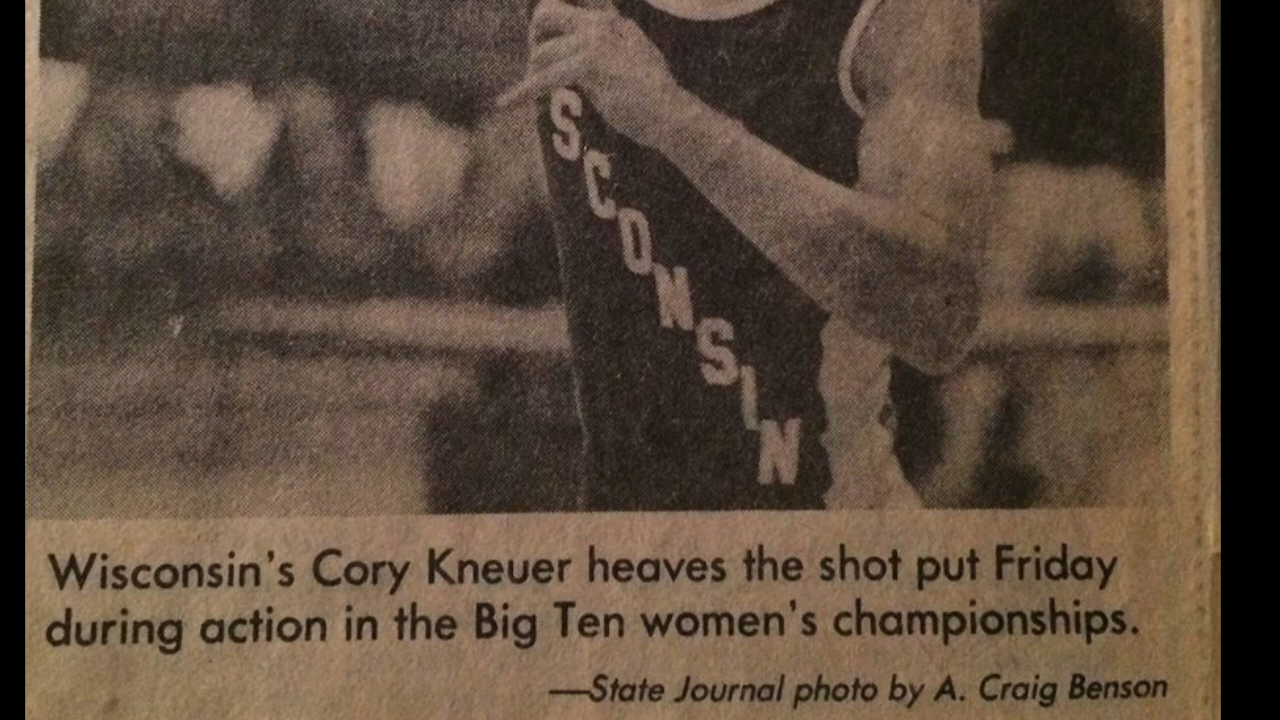 SCONSIN
Wisconsin's Cory Kneuer heaves the shot put Friday
during action in the Big Ten women's championships.
—State Journal photo by A. Craig Benson